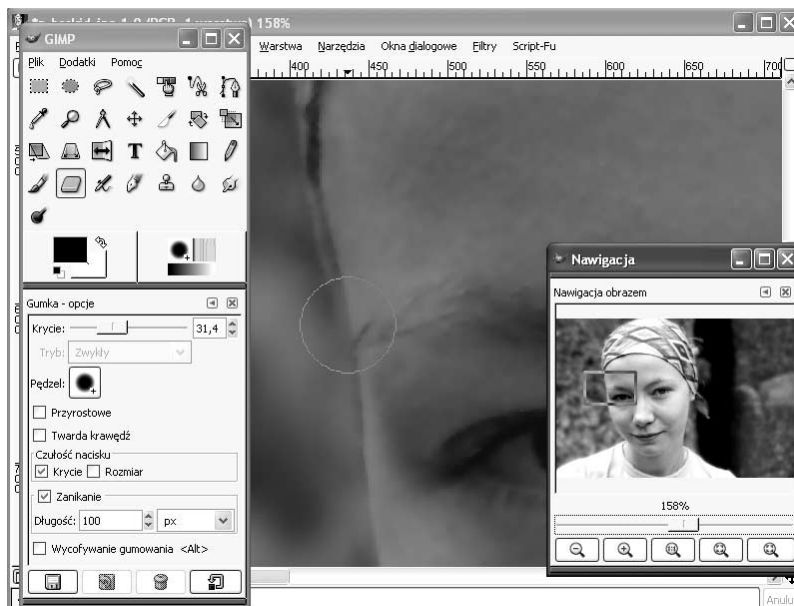 158%
GIMP
Warstwa Narzędzia Okna dialogowe Filtry Script-Fu
Plik Dodatki Pomoc
400 450 500 550 600 650 700
Gumka - opcje
Krycie: 31,4
Tryb: Zwykły
Pędzel:
Przyrostowe
Twarda krawędź
Czułość nacisku
Krycie Rozmiar
Zanikanie
Długość: 100 px
Wycofywanie gumowania <Alt>
Nawigacja
Nawigacja obrazem
158%
Anuluj